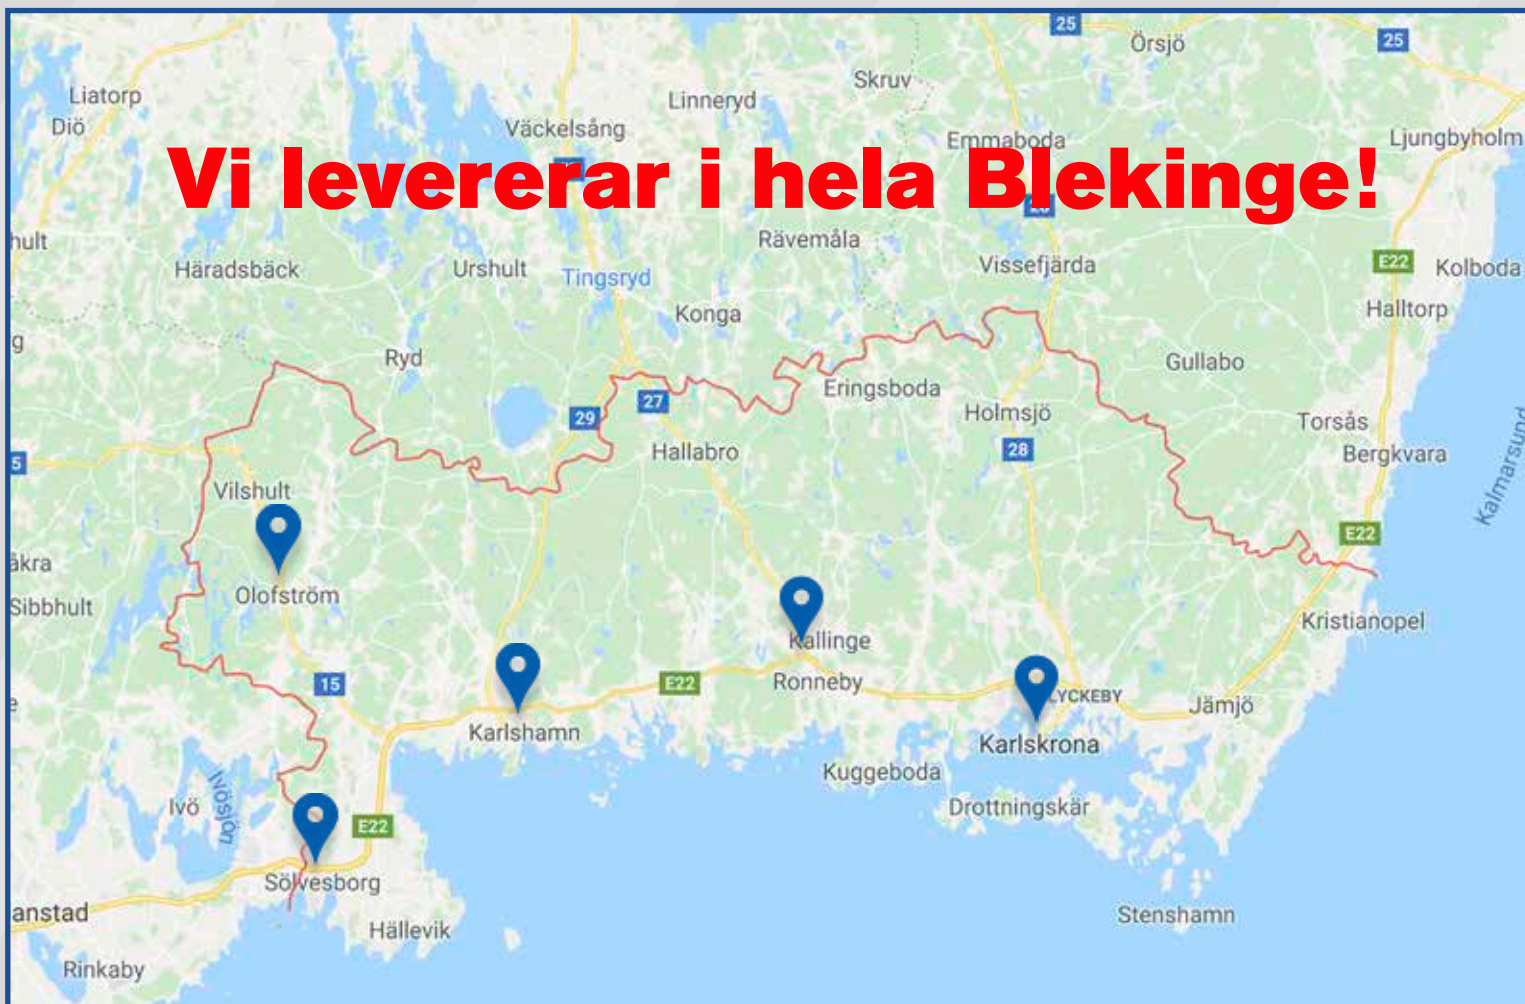 25
Örsjö
25
Skruv
Liatorp
Linneryd
Diö
Väckelsång
Emmaboda
Ljungbyholm
Vi levererar i hela Blekinge!
hult
Rävemåla
Häradsbäck
Urshult
Tingsryd
Vissefjärda
E22
Kolboda
Halltorp
Konga
g
Ryd
Gullabo
Eringsboda
27
29
Holmsjö
Torsås
Hallabro
28
Bergkvara
5
Vilshult
Kalmarsund
E22
åkra
Olofström
Sibbhult
Kristianopel
Kallinge
15
E22
Ronneby
LYCKEBY
Jämjö
e
Karlshamn
Karlskrona
Kuggeboda
Ivö
Ivösjön
Drottningskär
E22
Sölvesborg
anstad
Hällevik
Stenshamn
Rinkaby